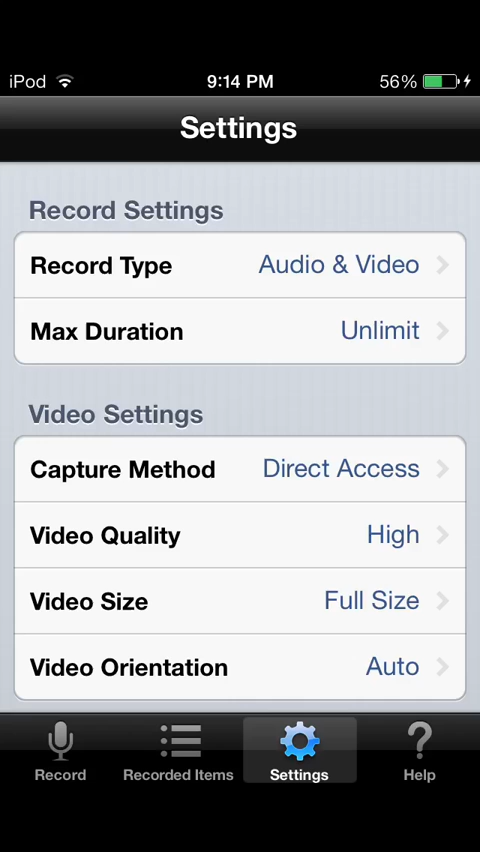 iPod 9:14 PM 56%
Settings
Record Settings
Record Type Audio & Video
Max Duration Unlimit
Video Settings
Capture Method Direct Access
Video Quality High
Video Size Full Size
Video Orientation Auto
Record Recorded Items Settings Help